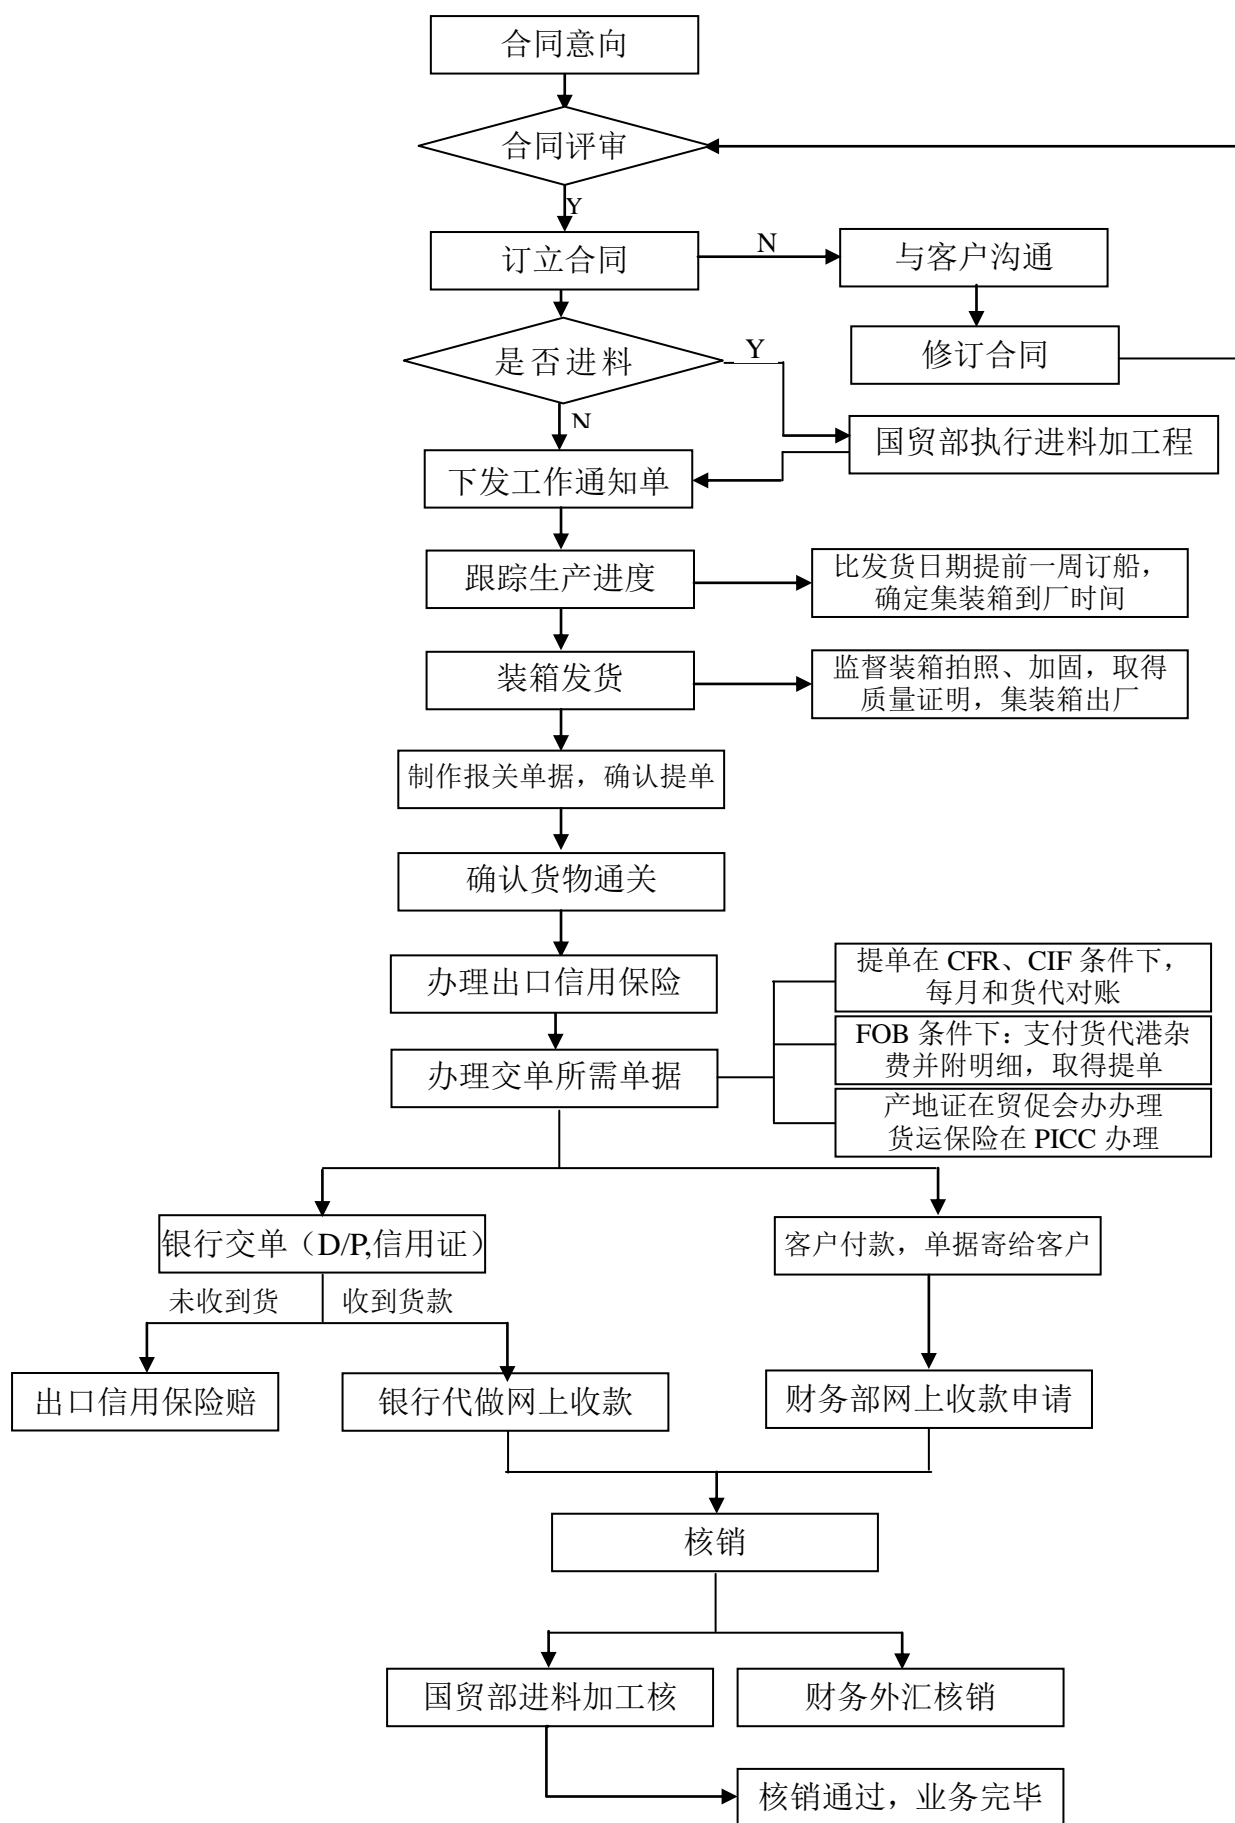 合同意向
合同评审
Y
订立合同
N
与客户沟通
是否进料
Y
修订合同
N
国贸部执行进料加工程
下发工作通知单
跟踪生产进度
比发货日期提前一周订船，
确定集装箱到厂时间
装箱发货
监督装箱拍照、加固，取得
质量证明，集装箱出厂
制作报关单据，确认提单
确认货物通关
办理出口信用保险
提单在 CFR、CIF 条件下，
每月和货代对账
FOB 条件下：支付货代港杂
费并附明细，取得提单
办理交单所需单据
产地证在贸促会办办理
货运保险在 PICC 办理
银行交单（D/P,信用证）
客户付款，单据寄给客户
未收到货
收到货款
出口信用保险赔
银行代做网上收款
财务部网上收款申请
核销
国贸部进料加工核
财务外汇核销
核销通过，业务完毕